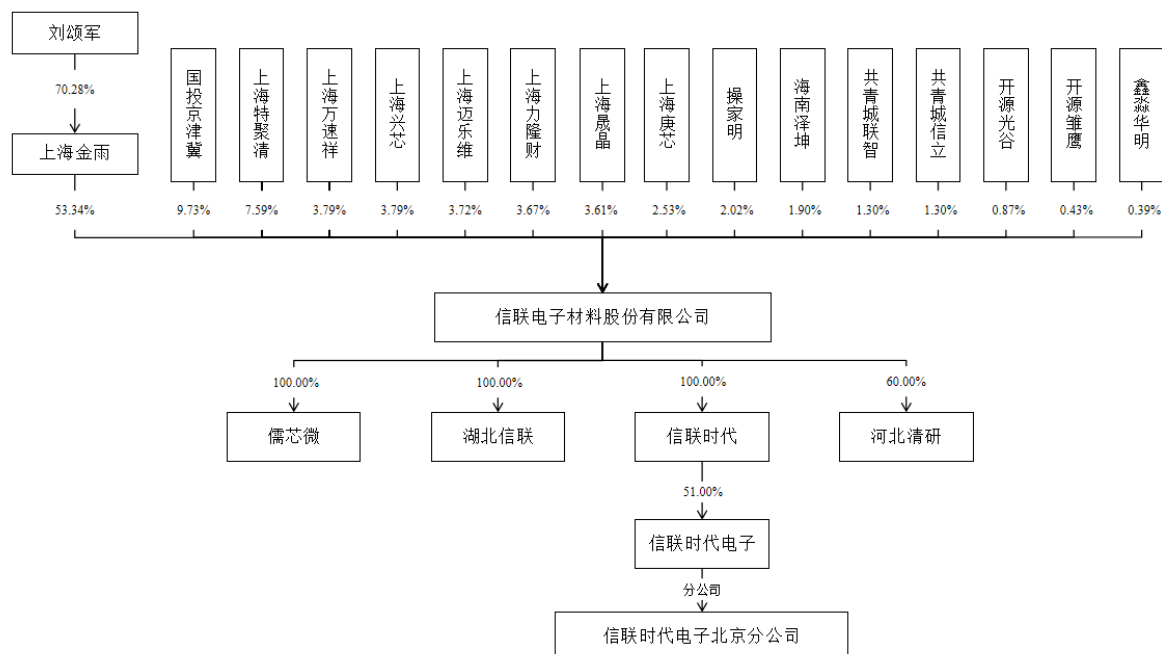 刘颂军
70.28%
上海金雨
国投京津冀
上海特聚清
上海万速祥
上海兴芯
上海迈乐维
上海力隆财
上海晟晶
上海庚芯
操家明
海南泽坤
共青城联智
共青城信立
开源光谷
开源雏鹰
鑫淼华明
53.34%
9.73%
7.59%
3.79%
3.79%
3.72%
3.67%
3.61%
2.53%
2.02%
1.90%
1.30%
1.30%
0.87%
0.43%
0.39%
信联电子材料股份有限公司
100.00%
100.00%
100.00%
60.00%
儒芯微
湖北信联
信联时代
河北清研
51.00%
信联时代电子
分公司
信联时代电子北京分公司